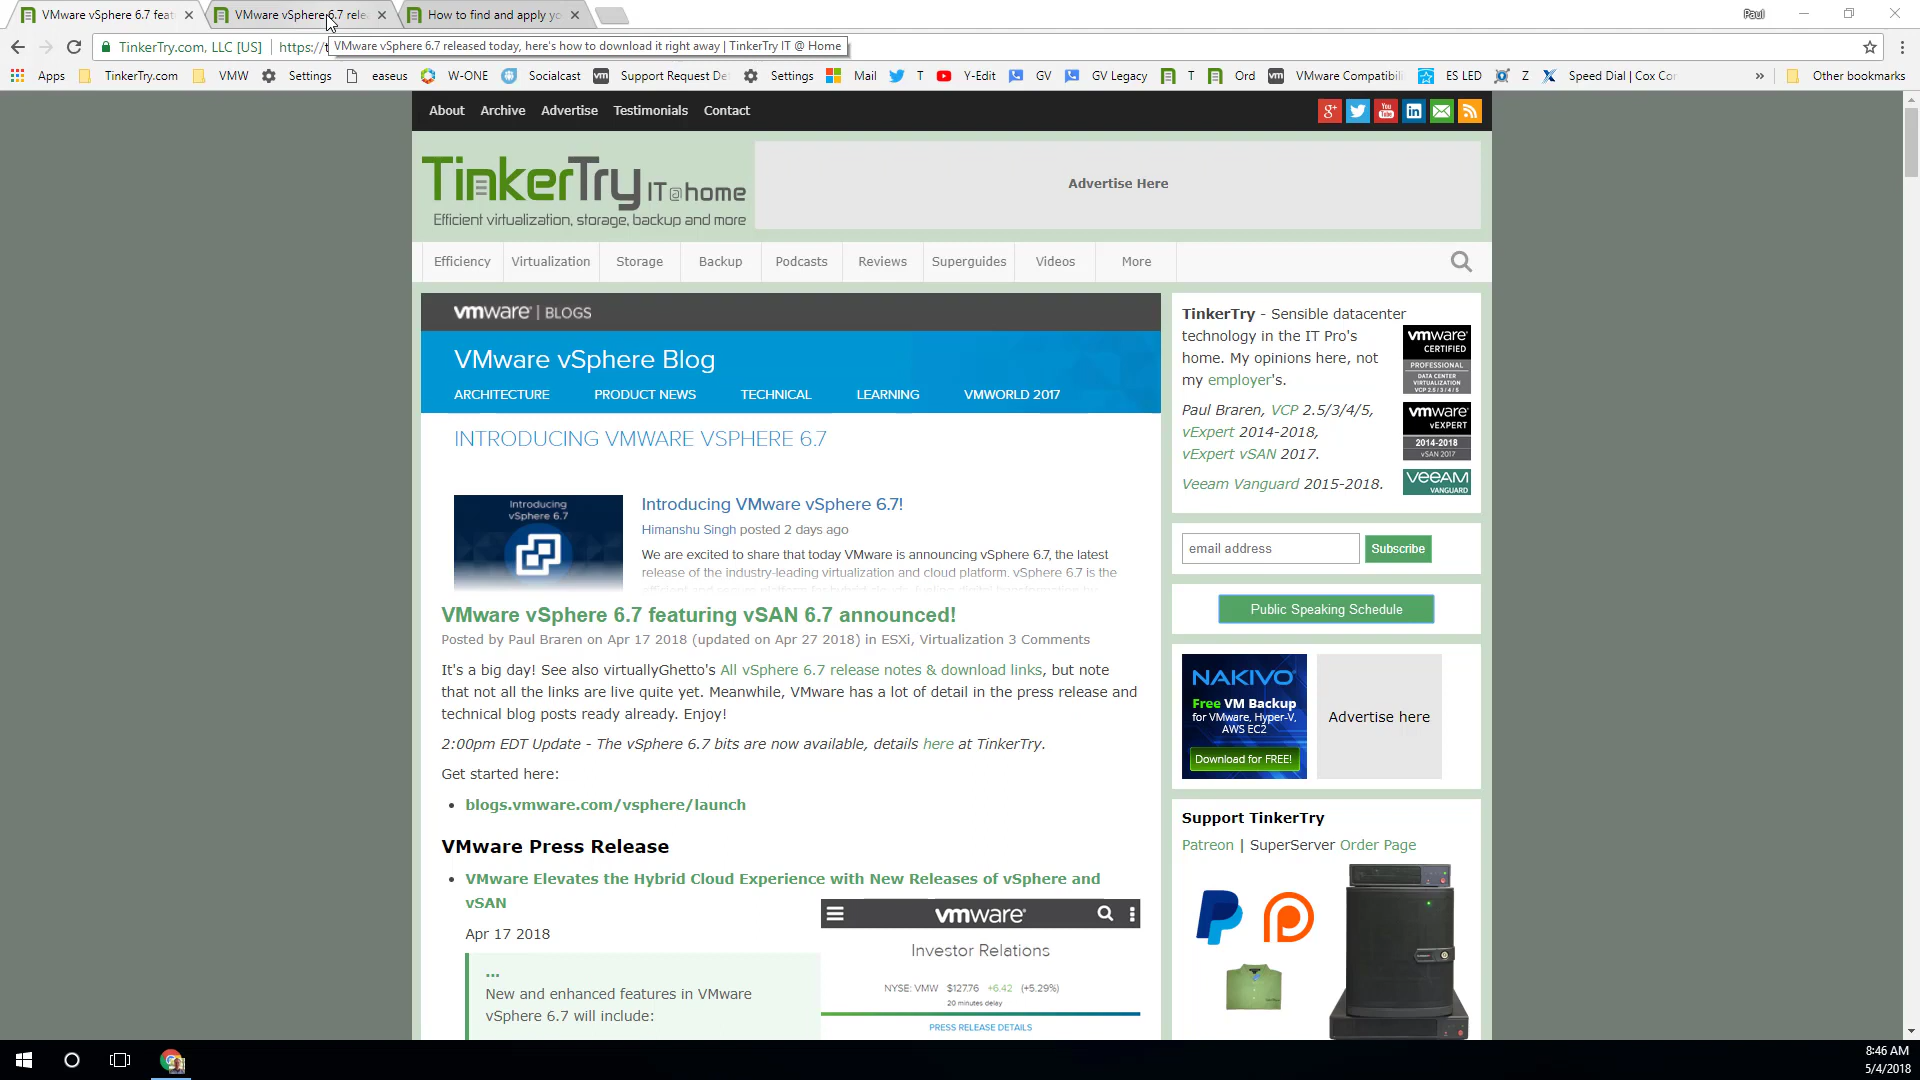 VMware vSphere 6.7 feat
VMware vSphere 6.7 rele
How to find and apply yo
Paul
TinkerTry.com, LLC [US]
https://t
VMware vSphere 6.7 released today, here's how to download it right away | TinkerTry IT @ Home
Apps
TinkerTry.com
VMW
Settings
easeus
W-ONE
Socialcast
Support Request De
Settings
Mail
T
Y-Edit
GV
GV Legacy
T
Ord
VMware Compatibili
ES LED
Z
Speed Dial | Cox Co
»
Other bookmarks
About
Archive
Advertise
Testimonials
Contact
TinkerTry IT@home
Efficient virtualization, storage, backup and more
Advertise Here
Efficiency
Virtualization
Storage
Backup
Podcasts
Reviews
Superguides
Videos
More
vmware | BLOGS
VMware vSphere Blog
ARCHITECTURE
PRODUCT NEWS
TECHNICAL
LEARNING
VMWORLD 2017
INTRODUCING VMWARE VSPHERE 6.7
Introducing
vSphere 6.7
Introducing VMware vSphere 6.7!
Himanshu Singh posted 2 days ago
We are excited to share that today VMware is announcing vSphere 6.7, the latest
release of the industry-leading virtualization and cloud platform. vSphere 6.7 is the
VMware vSphere 6.7 featuring vSAN 6.7 announced!
Posted by Paul Braren on Apr 17 2018 (updated on Apr 27 2018) in ESXi, Virtualization 3 Comments
It's a big day! See also virtuallyGhetto's All vSphere 6.7 release notes & download links, but note
that not all the links are live quite yet. Meanwhile, VMware has a lot of detail in the press release and
technical blog posts ready already. Enjoy!
2:00pm EDT Update - The vSphere 6.7 bits are now available, details here at TinkerTry.
Get started here:
• blogs.vmware.com/vsphere/launch
VMware Press Release
• VMware Elevates the Hybrid Cloud Experience with New Releases of vSphere and
vSAN
Apr 17 2018
...
New and enhanced features in VMware
vSphere 6.7 will include:
vmware
Investor Relations
NYSE: VMW $127.76 +6.42 (+5.29%)
20 minutes delay
PRESS RELEASE DETAILS
TinkerTry - Sensible datacenter
technology in the IT Pro's
home. My opinions here, not
my employer's.
Paul Braren, VCP 2.5/3/4/5,
vExpert 2014-2018,
vExpert vSAN 2017.
Veeam Vanguard 2015-2018.
vmware
CERTIFIED
PROFESSIONAL
DATA CENTER
VIRTUALIZATION
VCP 2.5 / 3 / 4 / 5
vmware
vEXPERT
2014-2018
vSAN 2017
VEEAM
VANGUARD
email address
Subscribe
Public Speaking Schedule
NAKIVO
Free VM Backup
for VMware, Hyper-V,
AWS EC2
Download for FREE!
Advertise here
Support TinkerTry
Patreon | SuperServer Order Page
8:46 AM
5/4/2018